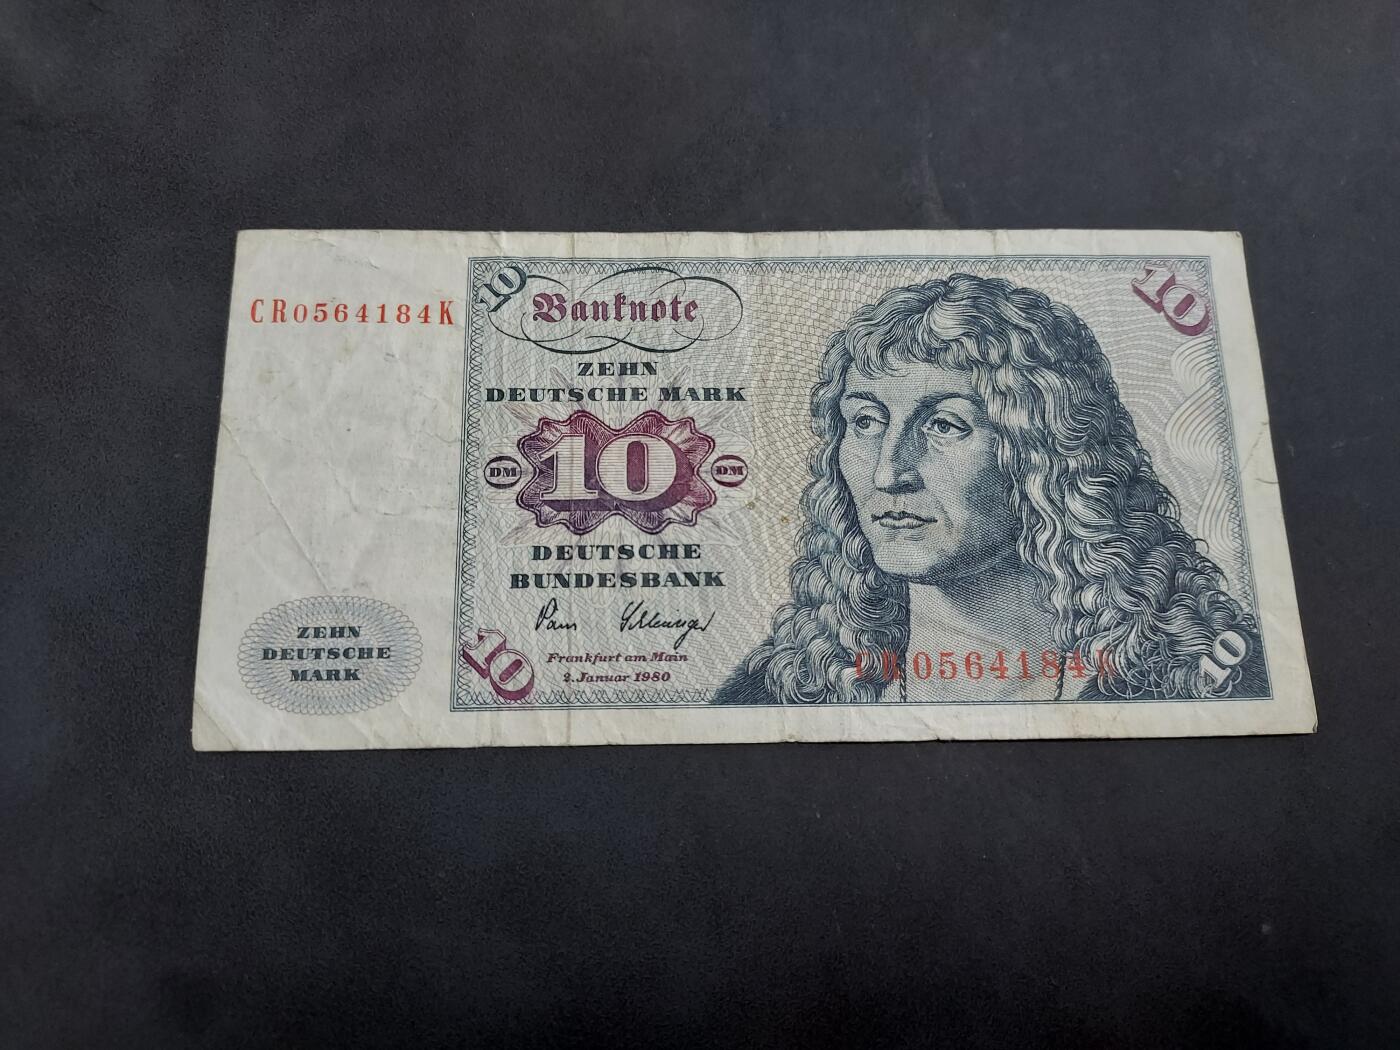 CR0564184K
10
Banknote
10
ZEHN
DEUTSCHE MARK
DM
10
DM
DEUTSCHE
BUNDESBANK
ZEHN
DEUTSCHE
MARK
10
Frankfurt am Main
2. Januar 1980
CR0564184K
10